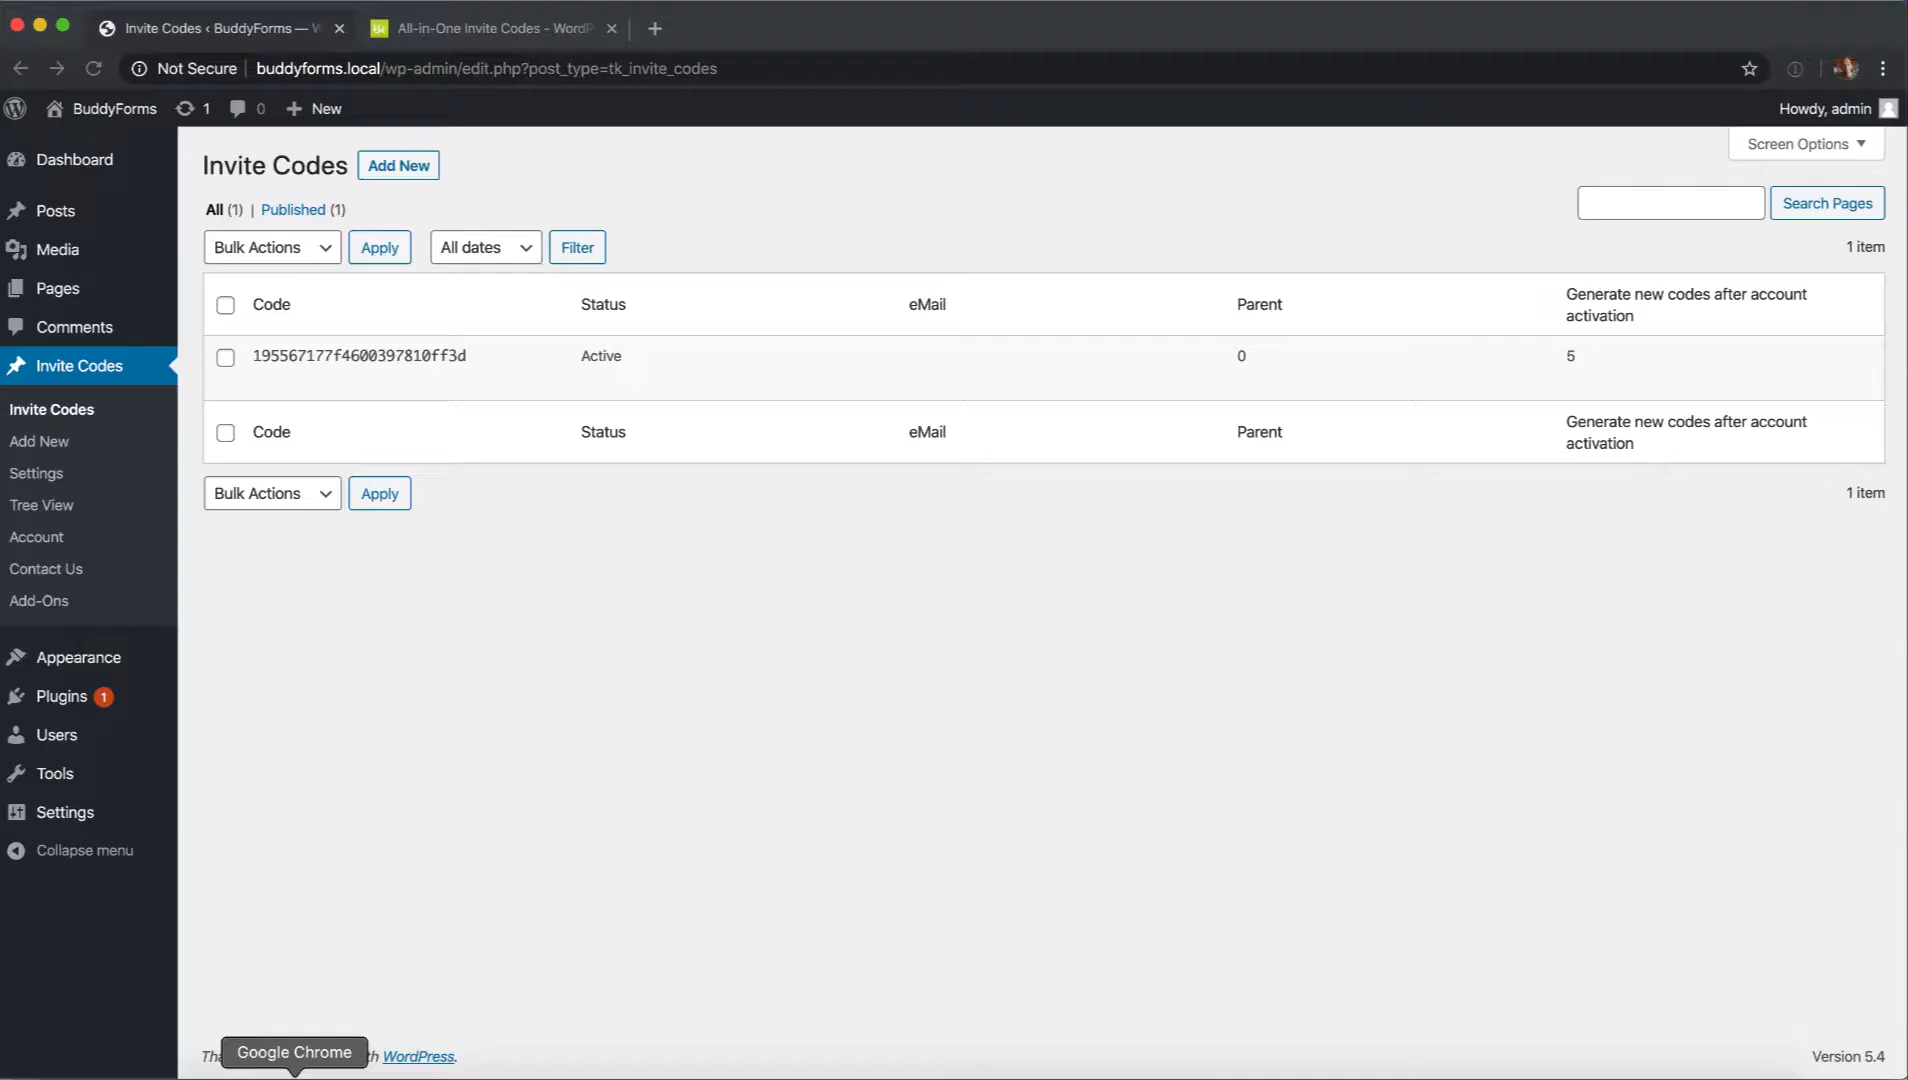 Invite Codes ‹ BuddyForms — W
All-in-One Invite Codes - WordP
Not Secure
buddyforms.local/wp-admin/edit.php?post_type=tk_invite_codes
BuddyForms
1
0
New
Howdy, admin
Dashboard
Posts
Media
Pages
Comments
Invite Codes
Invite Codes
Add New
Settings
Tree View
Account
Contact Us
Add-Ons
Appearance
Plugins 1
Users
Tools
Settings
Collapse menu
Screen Options
Invite Codes
Add New
All (1) | Published (1)
Search Pages
Bulk Actions
Apply
All dates
Filter
1 item
Code
Status
eMail
Parent
Generate new codes after account
activation
195567177f4600397810ff3d
Active
0
5
Code
Status
eMail
Parent
Generate new codes after account
activation
Bulk Actions
Apply
1 item
Google Chrome
WordPress.
Version 5.4